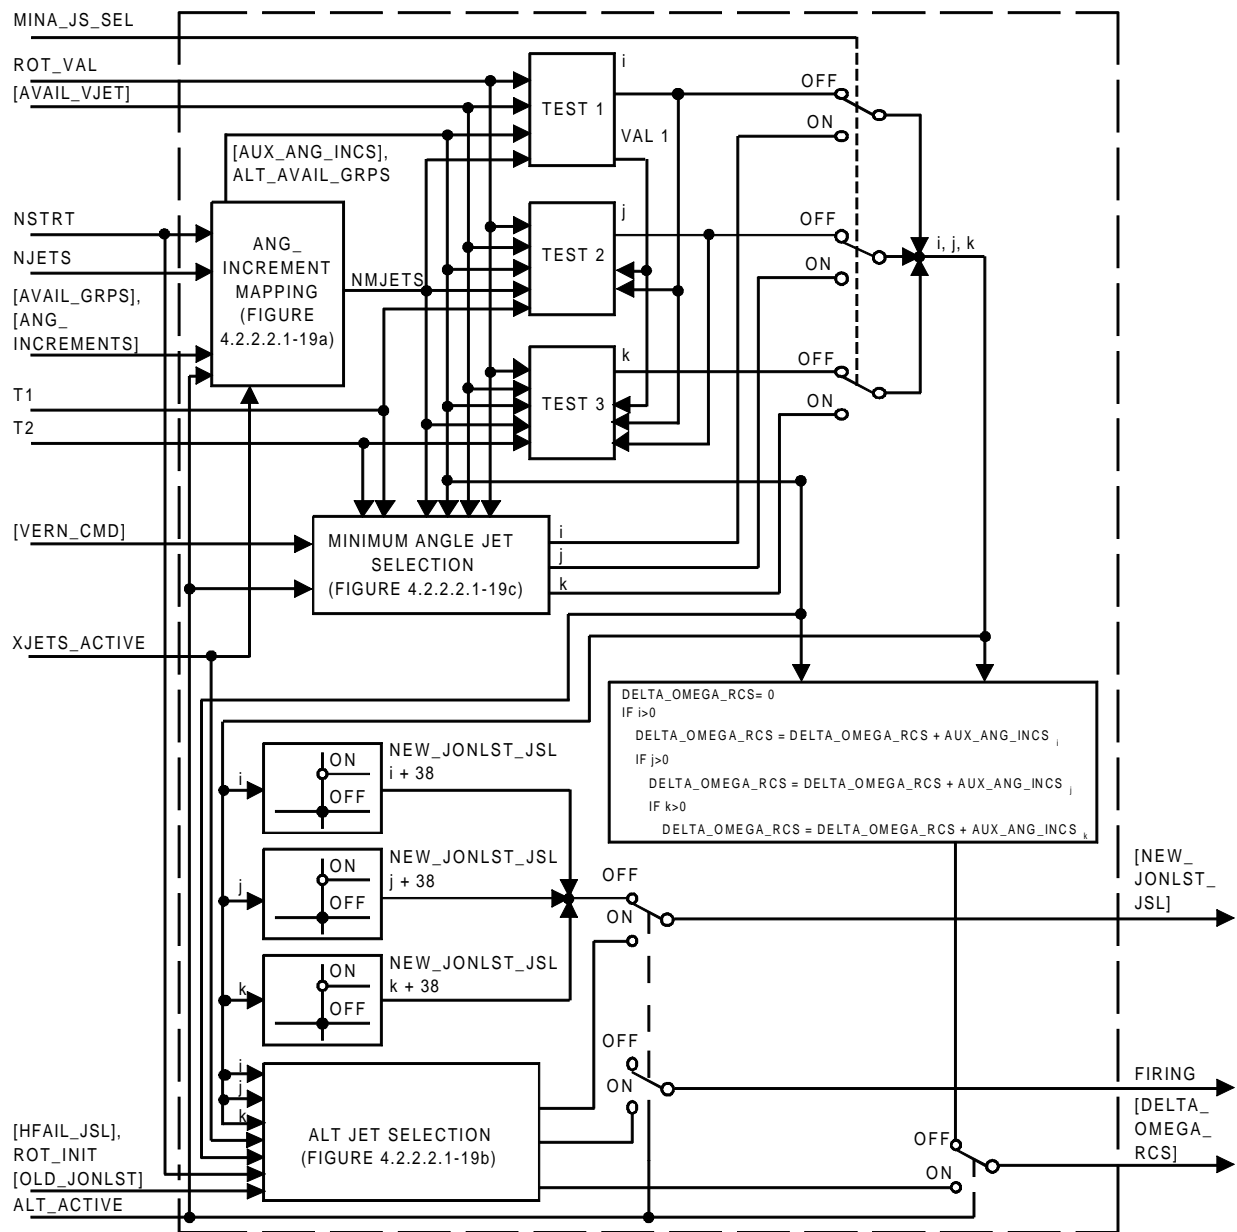 MINA_JS_SEL
ROT_VAL
[AVAIL_VJET]
[AUX_ANG_INCS],
ALT_AVAIL_GRPS
NSTRT
NJETS
[AVAIL_GRPS],
[ANG_
INCREMENTS]
T1
T2
ANG_
INCREMENT
MAPPING
(FIGURE
4.2.2.2.1-19a)
NMJETS
TEST 1
i
VAL 1
TEST 2
j
TEST 3
k
OFF
ON
OFF
ON
OFF
ON
i, j, k
[VERN_CMD]
MINIMUM ANGLE JET
SELECTION
(FIGURE 4.2.2.2.1-19c)
i
j
k
XJETS_ACTIVE
DELTA_OMEGA_RCS= 0
IF i>0
DELTA_OMEGA_RCS = DELTA_OMEGA_RCS + AUX_ANG_INCS i
IF j>0
DELTA_OMEGA_RCS = DELTA_OMEGA_RCS + AUX_ANG_INCS j
IF k>0
DELTA_OMEGA_RCS = DELTA_OMEGA_RCS + AUX_ANG_INCS k
i
ON
OFF
NEW_JONLST_JSL
i + 38
j
ON
OFF
NEW_JONLST_JSL
j + 38
k
ON
OFF
NEW_JONLST_JSL
k + 38
OFF
ON
[NEW_
JONLST_
JSL]
i
j
k
ALT JET SELECTION
(FIGURE 4.2.2.2.1-19b)
OFF
ON
FIRING
[DELTA_
OMEGA_
RCS]
OFF
ON
[HFAIL_JSL],
ROT_INIT
[OLD_JONLST]
ALT_ACTIVE